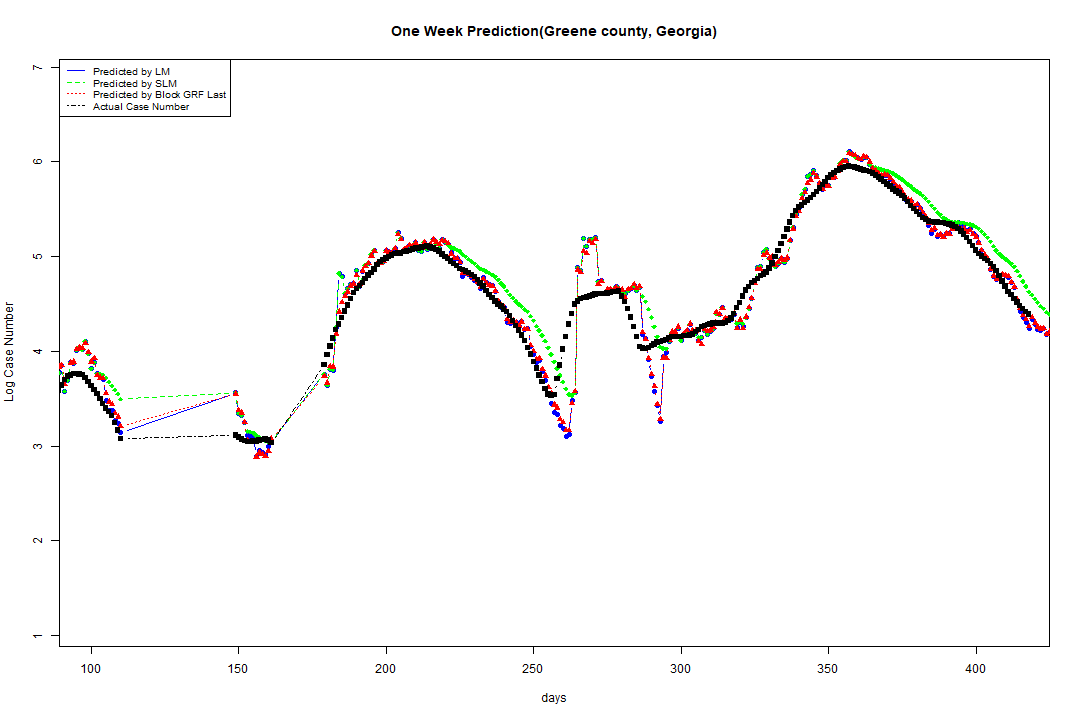 One Week Prediction(Greene county, Georgia)
Predicted by LM
Predicted by SLM
Predicted by Block GRF Last
Actual Case Number
7
6
5
4
3
2
1
Log Case Number
100 150 200 250 300 350 400
days